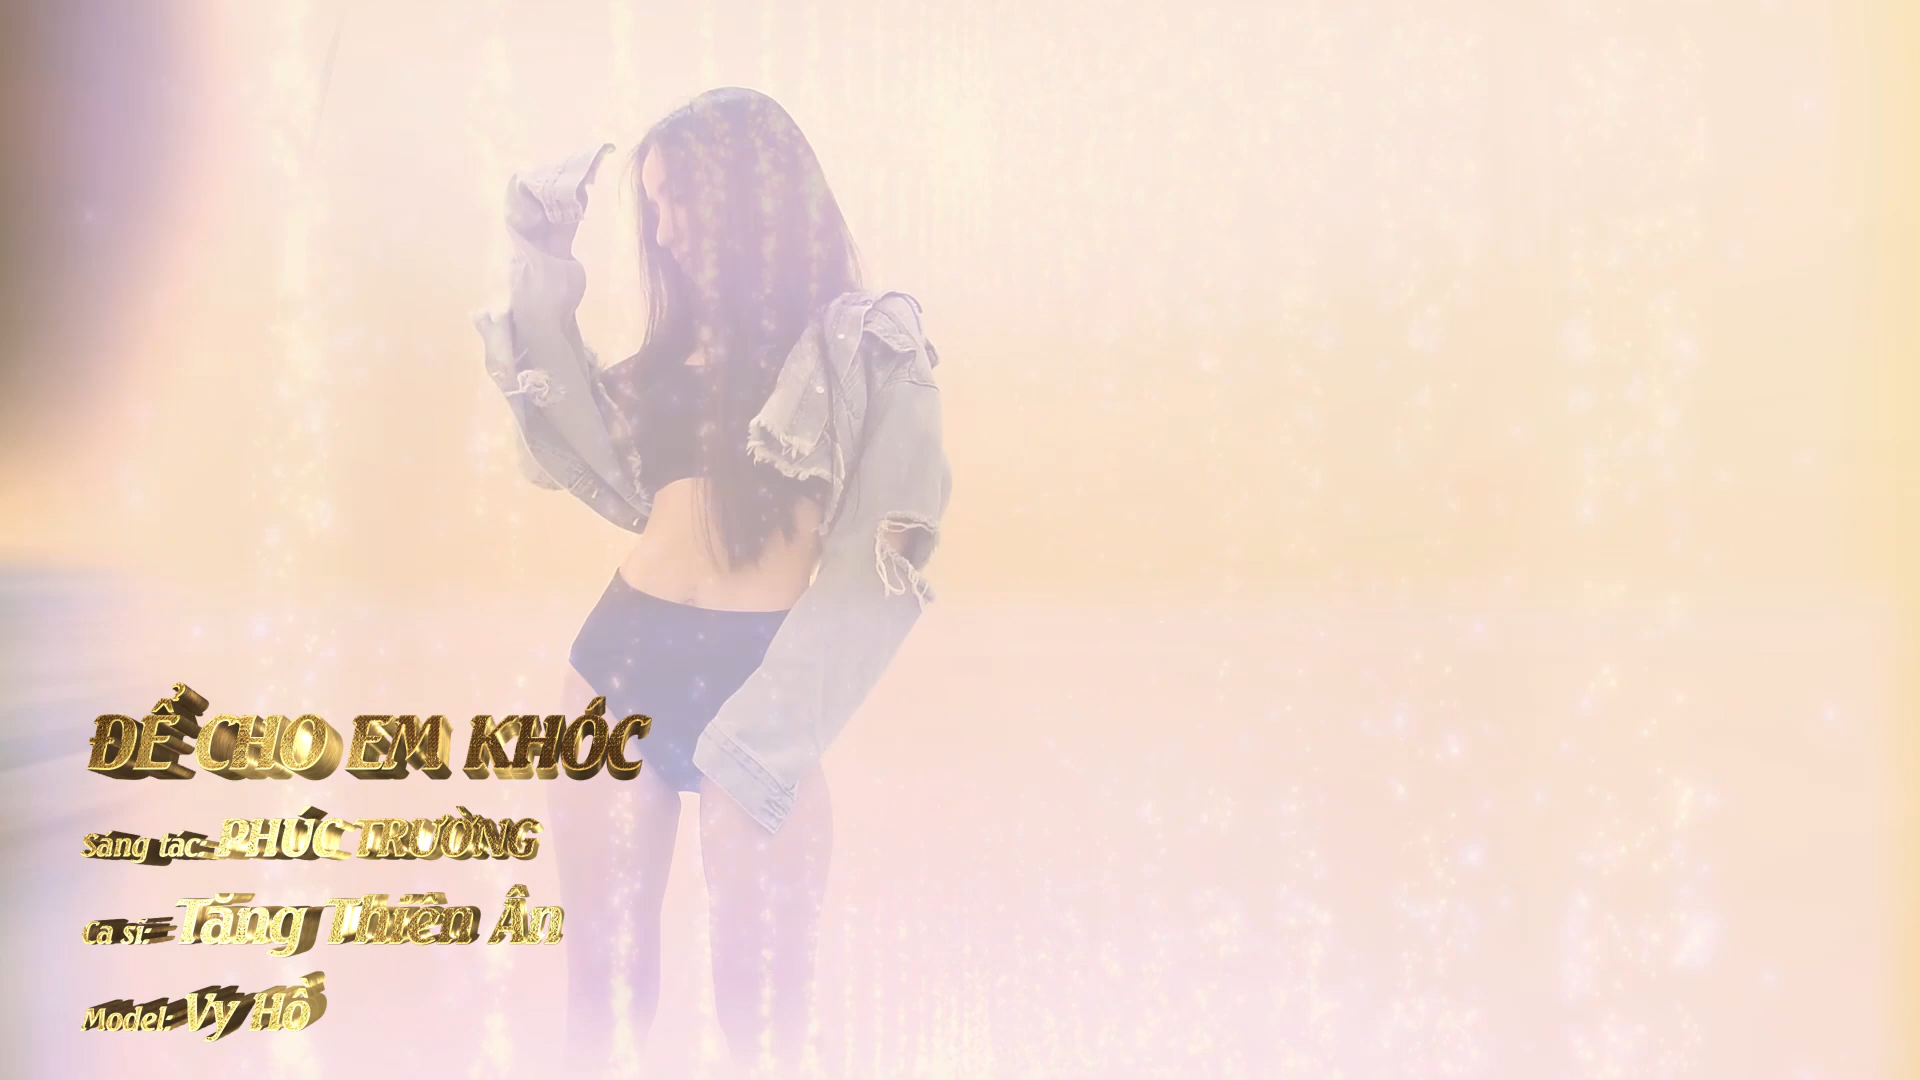 ĐỂ CHO EM KHÓC
Sáng tác: PHÚC TRƯỜNG
Ca sĩ: Tăng Thiên Ân
Model: Vy Hồ